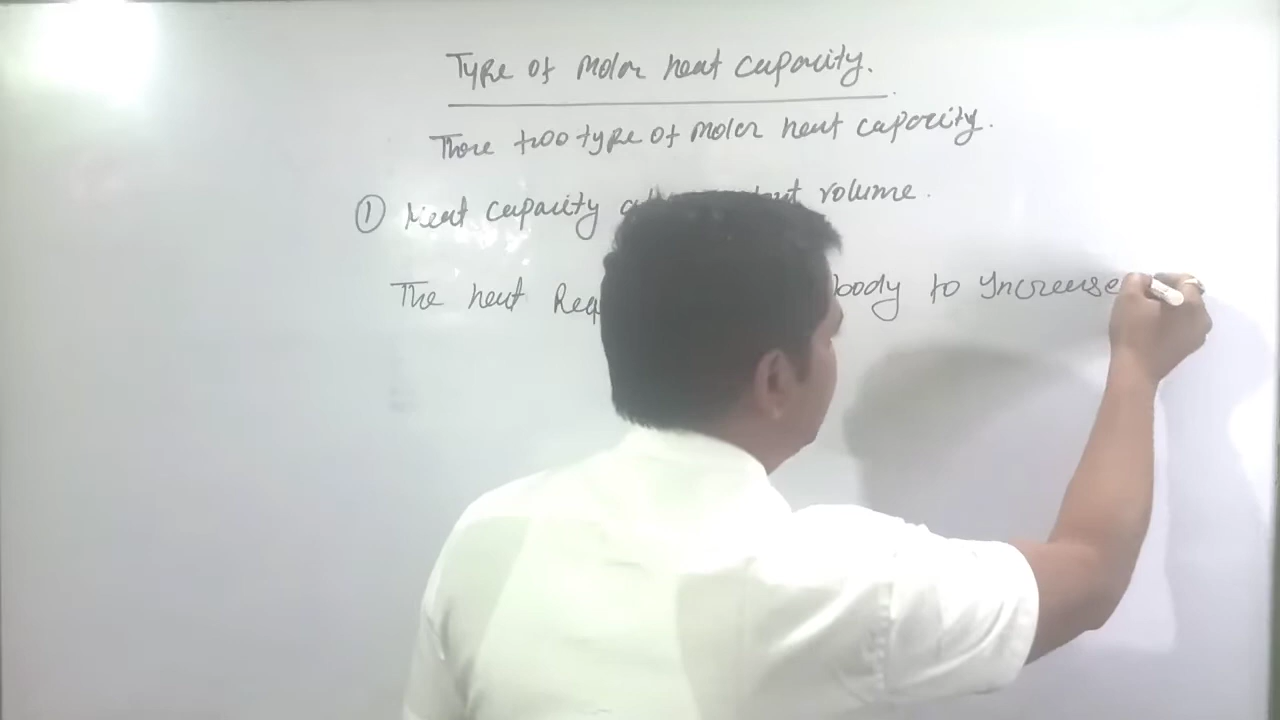 Type of Molar heat capacity.
There two type of Molar heat capacity.
① Heat capacity volume.
The heat body to Increase